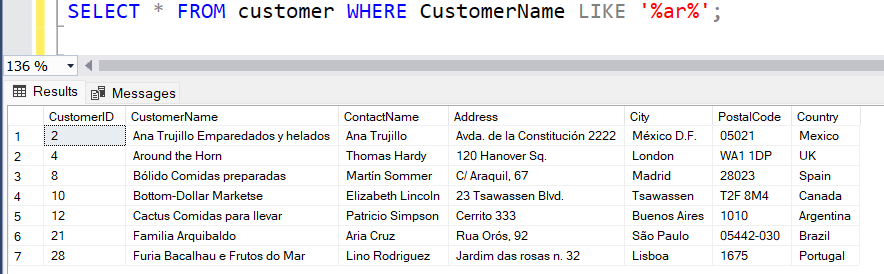 SELECT * FROM customer WHERE CustomerName LIKE '%ar%';
136 %
Results Messages
CustomerID CustomerName ContactName Address City PostalCode Country
1 2 Ana Trujillo Emparedados y helados Ana Trujillo Avda. de la Constitución 2222 México D.F. 05021 Mexico
2 4 Around the Horn Thomas Hardy 120 Hanover Sq. London WA1 1DP UK
3 8 Bólido Comidas preparadas Martín Sommer C/ Araquil, 67 Madrid 28023 Spain
4 10 Bottom-Dollar Marketse Elizabeth Lincoln 23 Tsawassen Blvd. Tsawassen T2F 8M4 Canada
5 12 Cactus Comidas para llevar Patricio Simpson Cerrito 333 Buenos Aires 1010 Argentina
6 21 Familia Arquibaldo Aria Cruz Rua Orós, 92 São Paulo 05442-030 Brazil
7 28 Furia Bacalhau e Frutos do Mar Lino Rodriguez Jardim das rosas n. 32 Lisboa 1675 Portugal